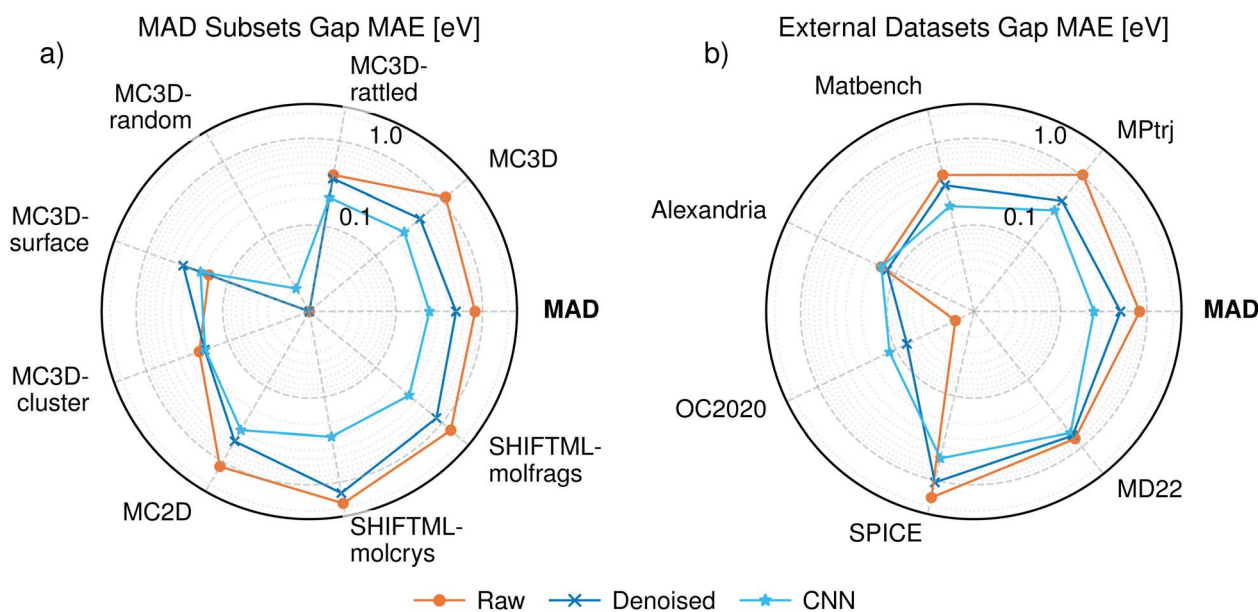 MAD Subsets Gap MAE [eV]
a)
MC3D-
rattled
MC3D-
random
1.0
MC3D
MC3D-
surface
0.1
MAD
MC3D-
cluster
SHIFTML-
molfrags
MC2D
SHIFTML-
molcrys
External Datasets Gap MAE [eV]
b)
Matbench
1.0
MPtrj
Alexandria
0.1
MAD
OC2020
MD22
SPICE
Raw
Denoised
CNN